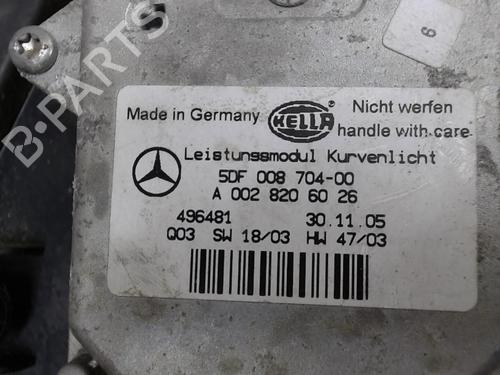 B-PARTS
6
Made in Germany HELLA Nicht werfen
handle with care
Leistungsmodul Kurvenlicht
5DF 008 704-00
A 002 820 60 26
496481 30.11.05
Q03 SW 18/03 HW 47/03